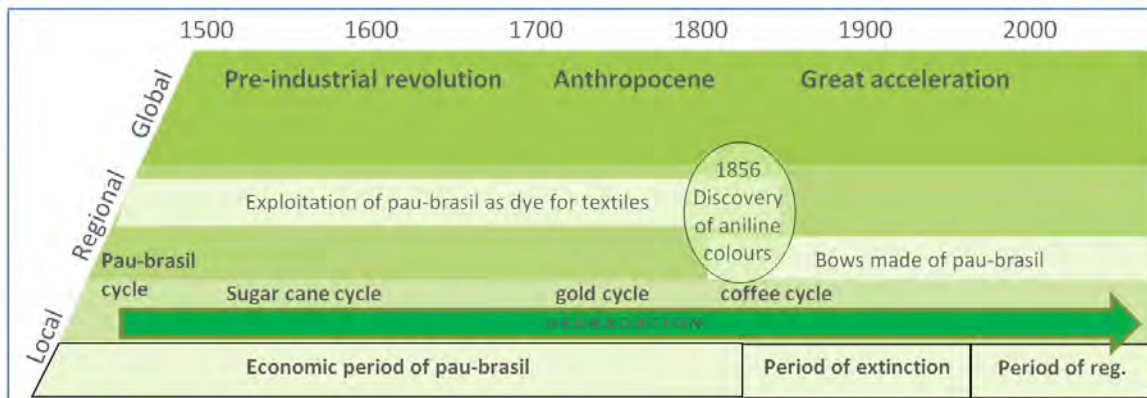 1500 1600 1700 1800 1900 2000
Global
Pre-industrial revolution Anthropocene Great acceleration
Regional
Exploitation of pau-brasil as dye for textiles
1856
Discovery
of aniline
colours
Bows made of pau-brasil
Local
Pau-brasil
cycle
Sugar cane cycle gold cycle coffee cycle
DEGRADATION
Economic period of pau-brasil Period of extinction Period of reg.